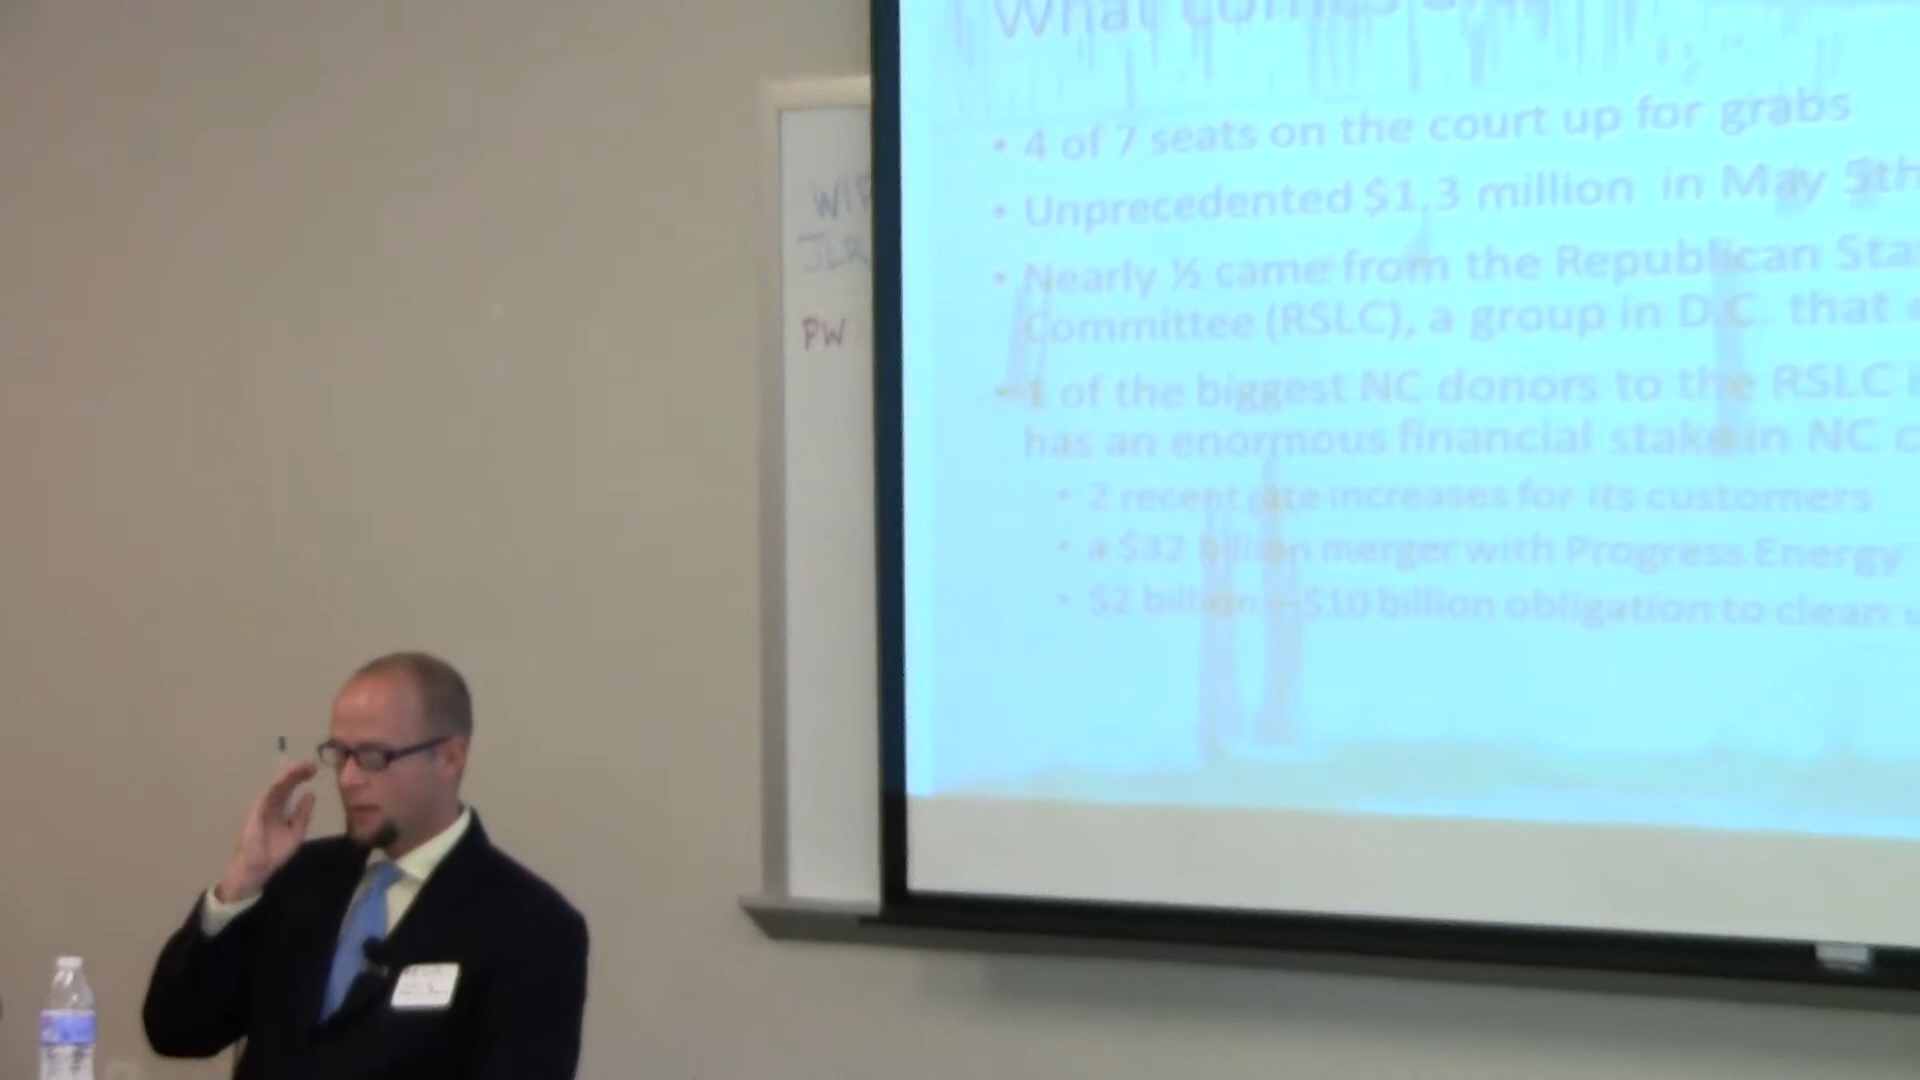 What comes
• 4 of 7 seats on the court up for grabs
• Unprecedented $1.3 million in May 5th
• Nearly ½ came from the Republican Sta
Committee (RSLC), a group in D.C. that
1 of the biggest NC donors to the RSLC
has an enormous financial stake in NC
• 2 recent rate increases for its customers
• a $32 billion merger with Progress Energy
• $2 billion – $10 billion obligation to clean
JLR
PW